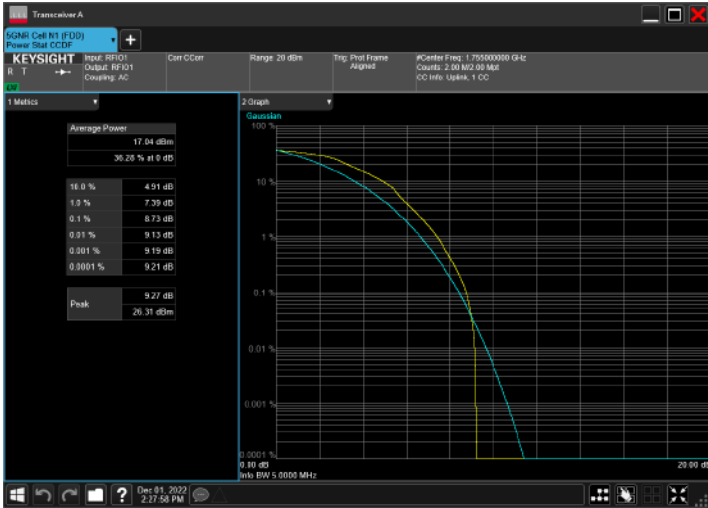 Transceiver A
5GNR Cell N1 (FDD)
Power Stat CCDF
KEYSIGHT
R T
Input: RFIO1
Output: RFIO1
Coupling: AC
Corr CCorr
Range: 20 dBm
Trig: Prot Frame
Aligned
#Center Freq: 1.755000000 GHz
Counts: 2.00 M/2.00 Mpt
CC Info: Uplink, 1 CC
1 Metrics
Average Power
17.04 dBm
36.28 % at 0 dB
10.0 % 4.91 dB
1.0 % 7.39 dB
0.1 % 8.73 dB
0.01 % 9.13 dB
0.001 % 9.19 dB
0.0001 % 9.21 dB
Peak 9.27 dB
26.31 dBm
2 Graph
Gaussian
100 %
10 %
1 %
0.1 %
0.01 %
0.001 %
0.0001 %
0.00 dB 20.00 dB
Info BW 5.0000 MHz
Dec 01, 2022
2:27:58 PM